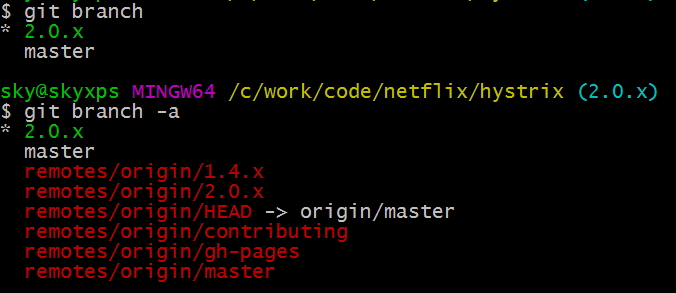 $ git branch
* 2.0.x
  master

sky@skyxps MINGW64 /c/work/code/netflix/hystrix (2.0.x)
$ git branch -a
* 2.0.x
  master
  remotes/origin/1.4.x
  remotes/origin/2.0.x
  remotes/origin/HEAD -> origin/master
  remotes/origin/contributing
  remotes/origin/gh-pages
  remotes/origin/master